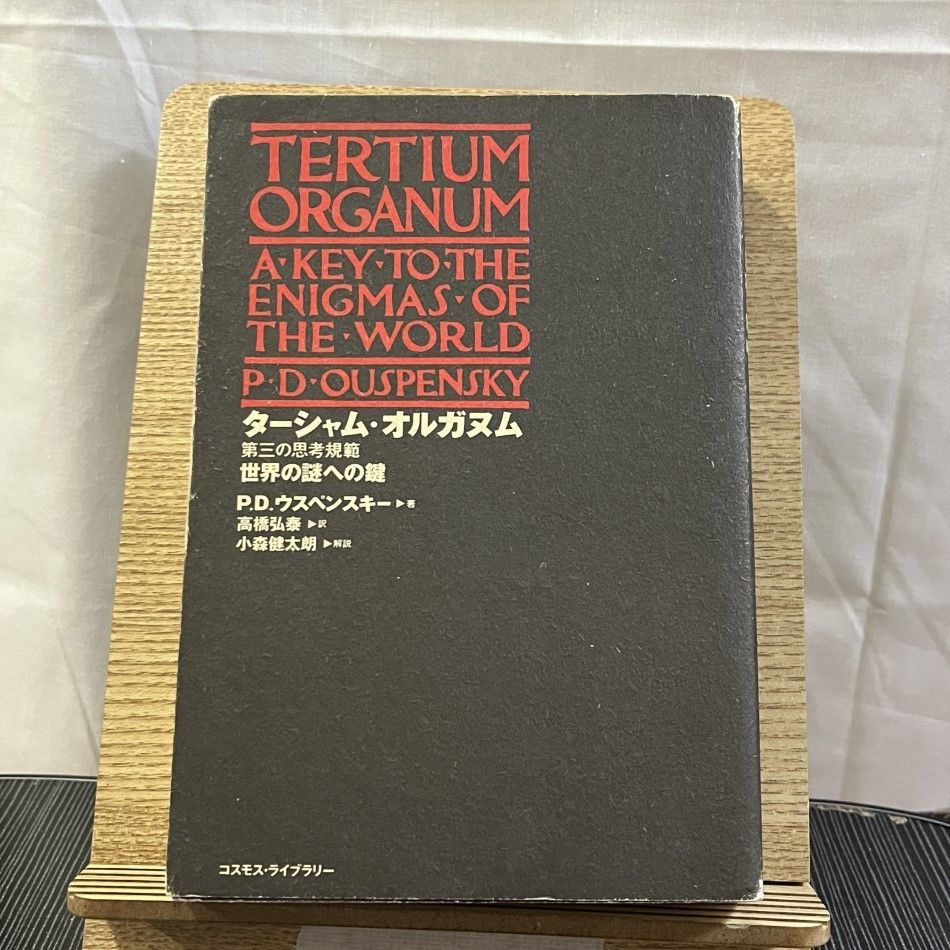 TERTIUM
ORGANUM
A・KEY・TO・THE
ENIGMAS・OF
THE・WORLD
P・D・OUSPENSKY
ターシャム・オルガヌム
第三の思考規範
世界の謎への鍵
P.D.ウスペンスキー▶著
高橋弘泰▶訳
小森健太朗▶解説
コスモス・ライブラリー